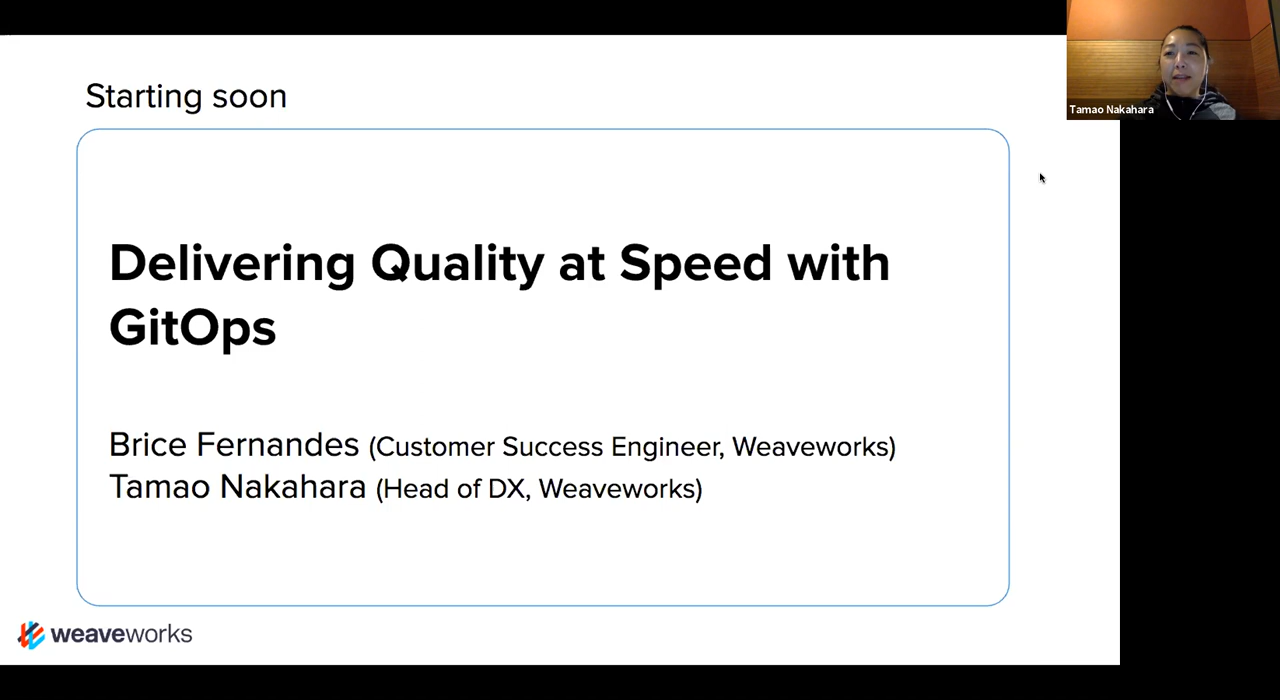 Starting soon
Tamao Nakahara
Delivering Quality at Speed with
GitOps
Brice Fernandes (Customer Success Engineer, Weaveworks)
Tamao Nakahara (Head of DX, Weaveworks)
weaveworks